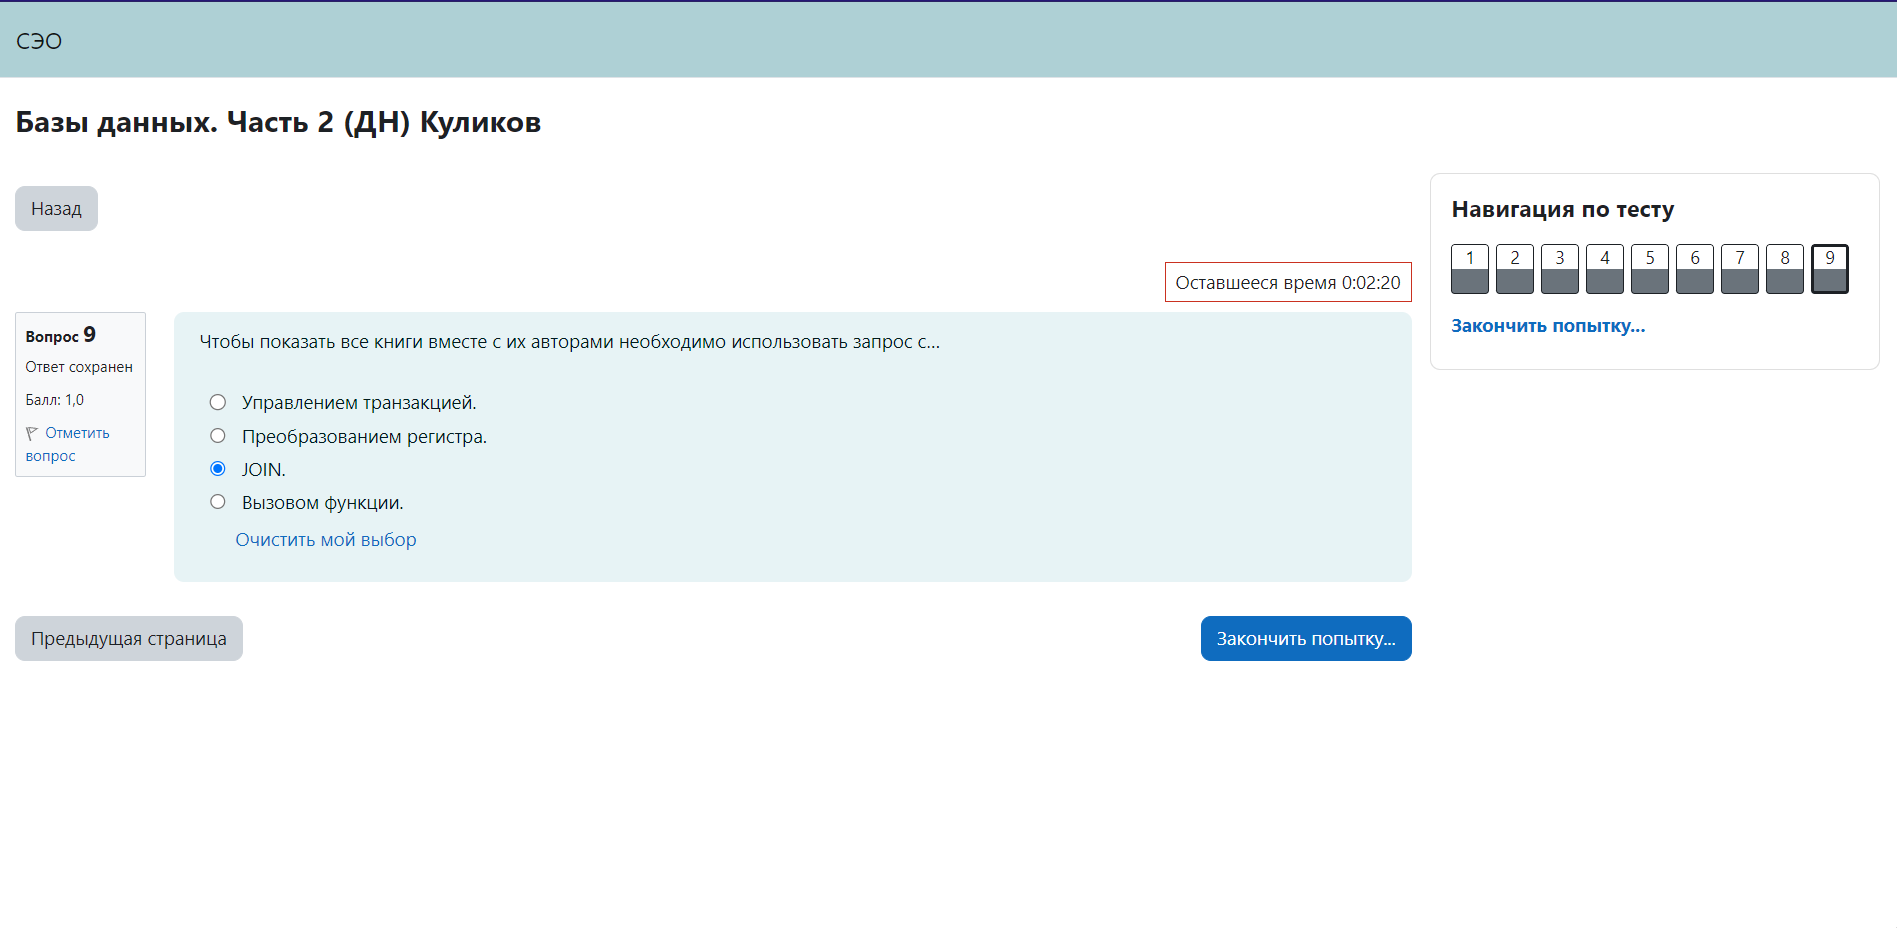 СЭО
Базы данных. Часть 2 (ДН) Куликов
Назад
Оставшееся время 0:02:20
Вопрос 9
Ответ сохранен
Балл: 1,0
Отметить
вопрос
Чтобы показать все книги вместе с их авторами необходимо использовать запрос с...
Управлением транзакцией.
Преобразованием регистра.
JOIN.
Вызовом функции.
Очистить мой выбор
Предыдущая страница
Закончить попытку...
Навигация по тесту
1 2 3 4 5 6 7 8 9
Закончить попытку...